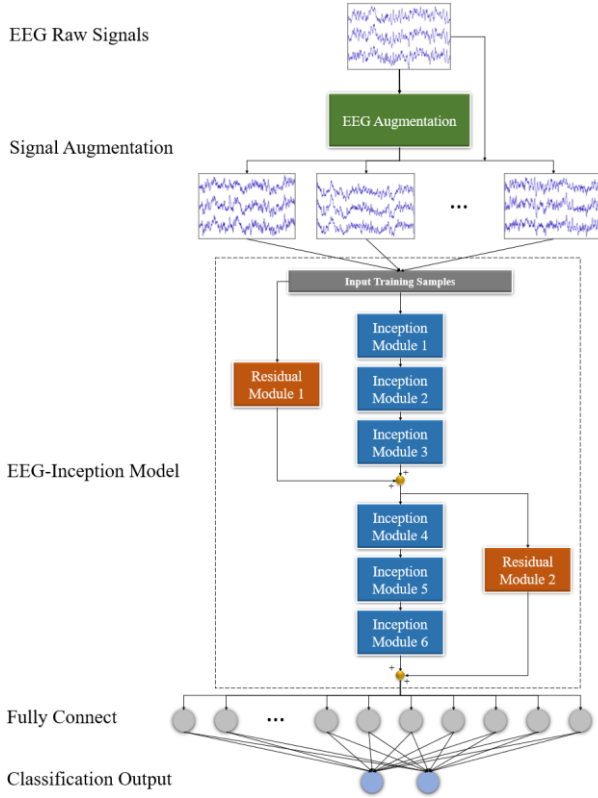 EEG Raw Signals
EEG Augmentation
Signal Augmentation
...
Input Training Samples
Inception
Module 1
Residual
Module 1
Inception
Module 2
Inception
Module 3
EEG-Inception Model
+
+
Inception
Module 4
Inception
Module 5
Residual
Module 2
Inception
Module 6
+
+
Fully Connect
...
Classification Output